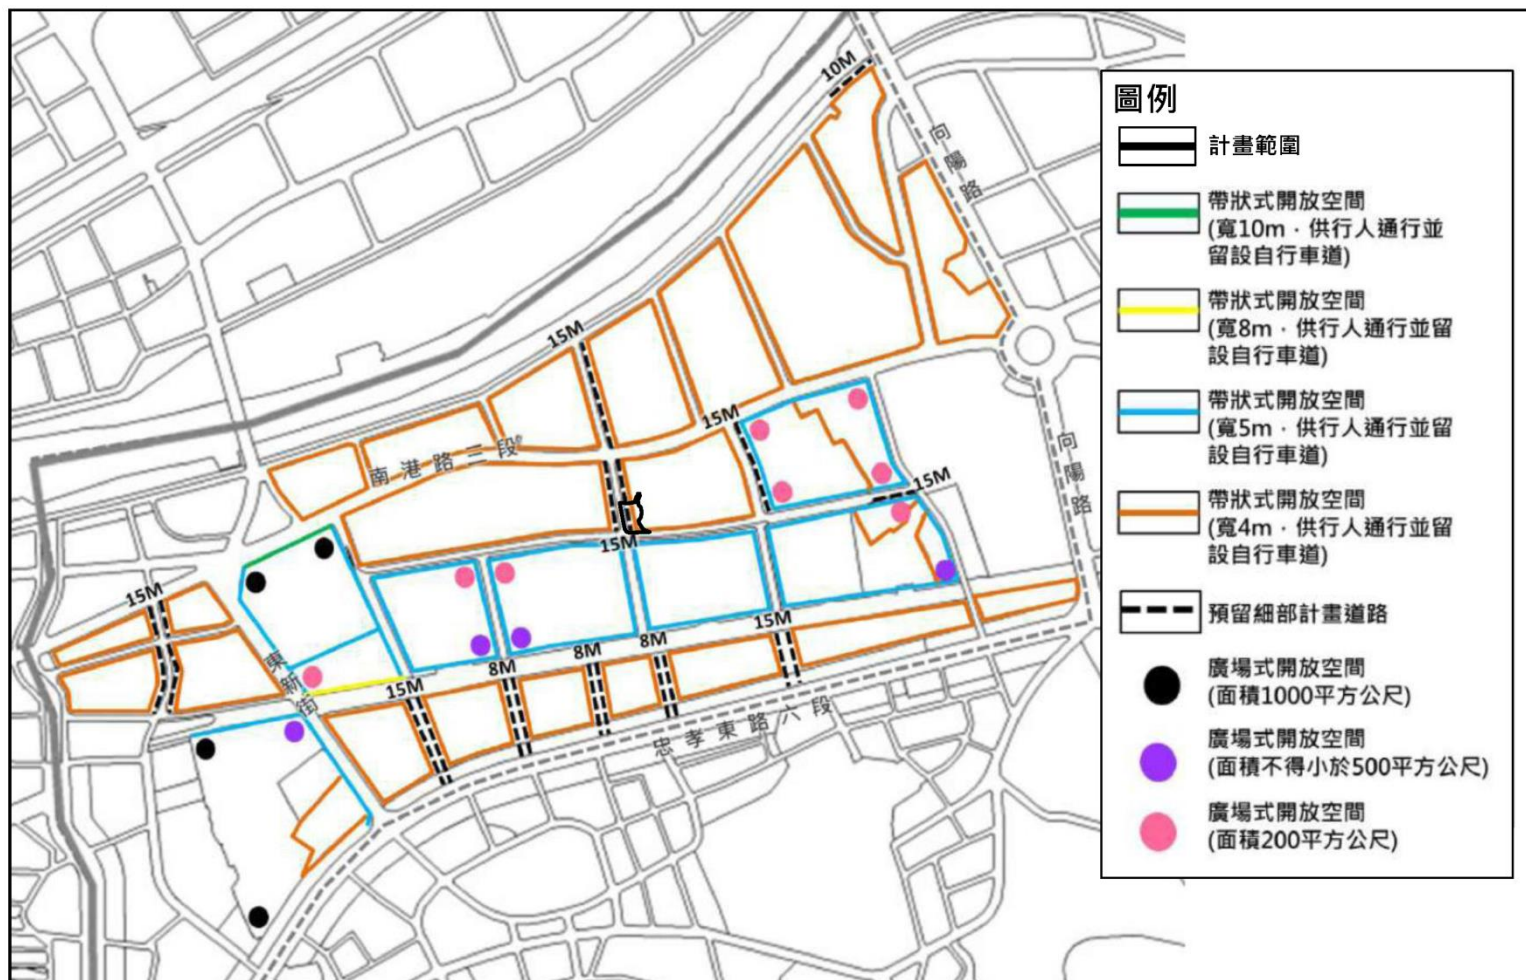 10M
向陽路
15M
15M
南港路三段
15M
15M
15M
15M
8M
8M
8M
15M
東新街
忠孝東路六段
向陽路
圖例
計畫範圍
帶狀式開放空間
(寬10m．供行人通行並
留設自行車道)
帶狀式開放空間
(寬8m．供行人通行並留
設自行車道)
帶狀式開放空間
(寬5m．供行人通行並留
設自行車道)
帶狀式開放空間
(寬4m．供行人通行並留
設自行車道)
預留細部計畫道路
廣場式開放空間
(面積1000平方公尺)
廣場式開放空間
(面積不得小於500平方公尺)
廣場式開放空間
(面積200平方公尺)